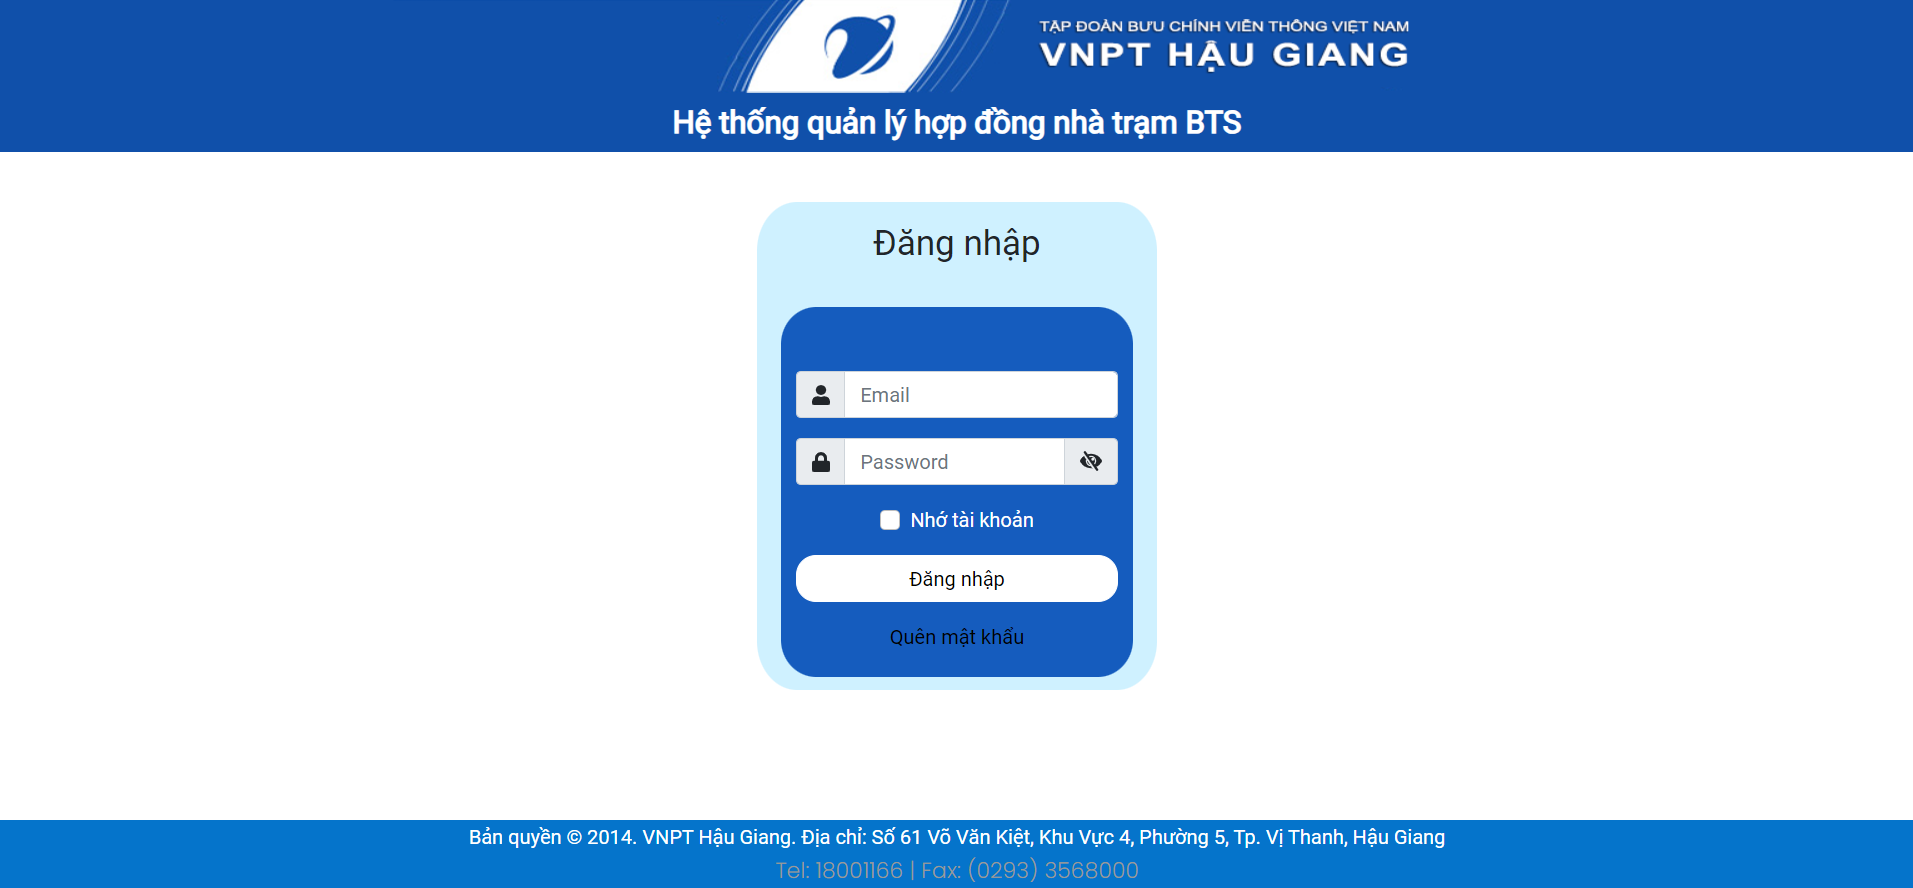 TẬP ĐOÀN BƯU CHÍNH VIỄN THÔNG VIỆT NAM
VNPT HẬU GIANG
Hệ thống quản lý hợp đồng nhà trạm BTS
Đăng nhập
Email
Password
Nhớ tài khoản
Đăng nhập
Quên mật khẩu
Bản quyền © 2014. VNPT Hậu Giang. Địa chỉ: Số 61 Võ Văn Kiệt, Khu Vực 4, Phường 5, Tp. Vị Thanh, Hậu Giang
Tel: 18001166 | Fax: (0293) 3568000